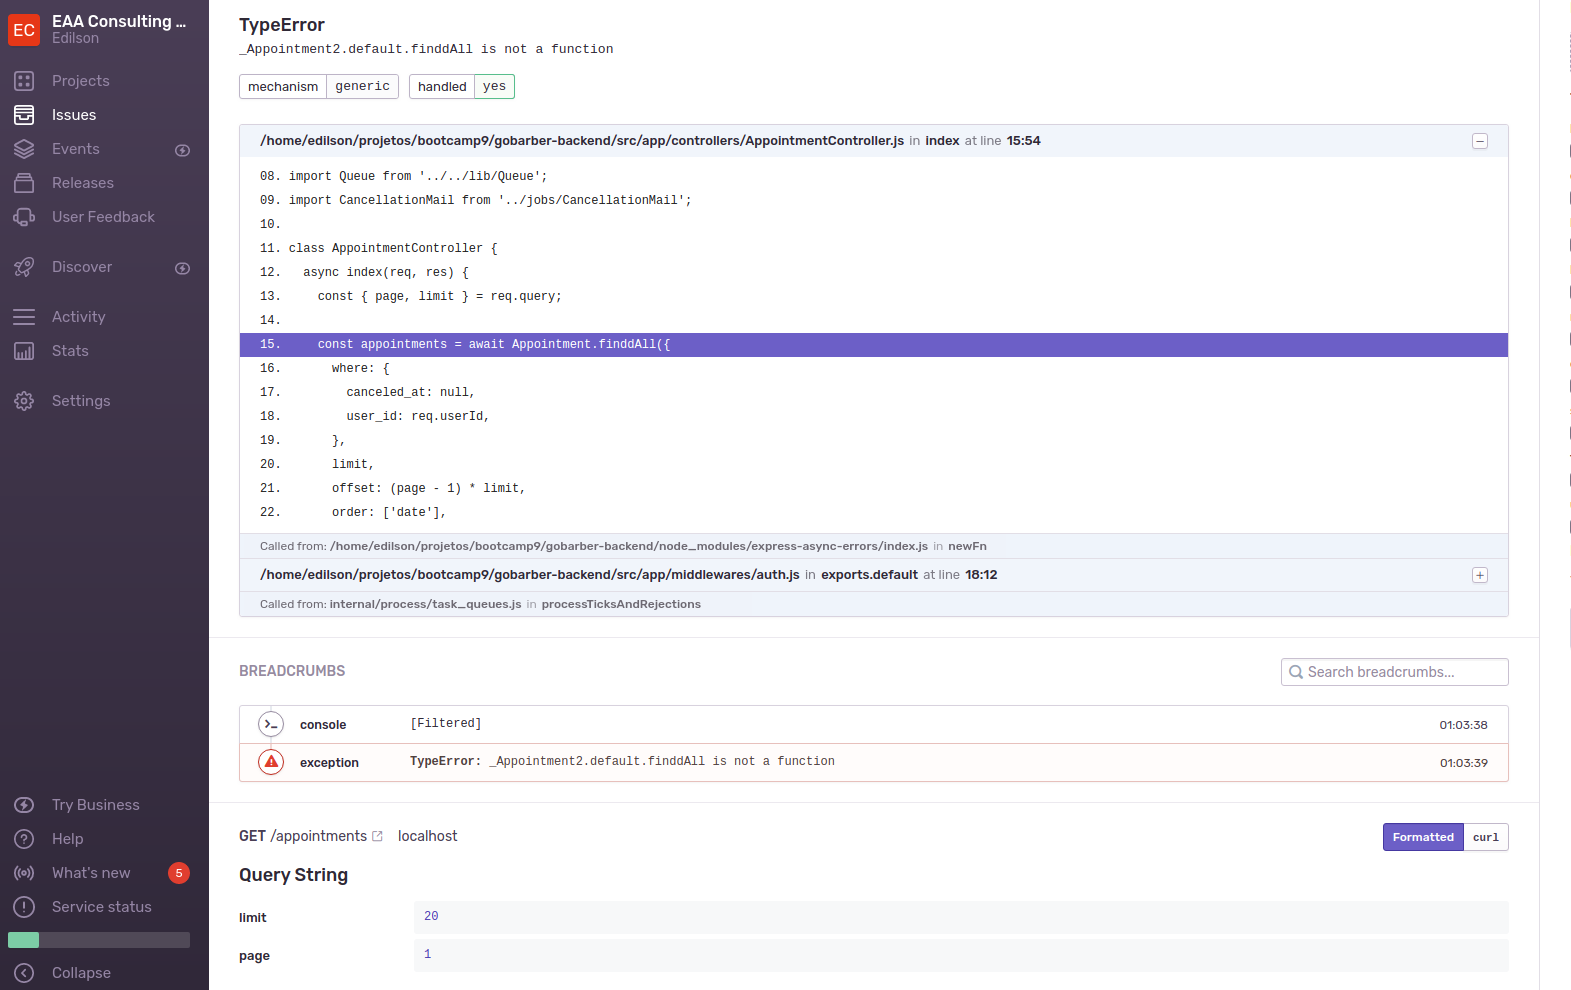 EC
EAA Consulting ...
Edilson
Projects
Issues
Events
Releases
User Feedback
Discover
Activity
Stats
Settings
Try Business
Help
What's new 5
Service status
Collapse
TypeError
_Appointment2.default.finddAll is not a function
mechanism generic handled yes
/home/edilson/projetos/bootcamp9/gobarber-backend/src/app/controllers/AppointmentController.js in index at line 15:54
08. import Queue from '../../lib/Queue';
09. import CancellationMail from '../jobs/CancellationMail';
10.
11. class AppointmentController {
12.   async index(req, res) {
13.     const { page, limit } = req.query;
14.
15.     const appointments = await Appointment.finddAll({
16.       where: {
17.         canceled_at: null,
18.         user_id: req.userId,
19.       },
20.       limit,
21.       offset: (page - 1) * limit,
22.       order: ['date'],
Called from: /home/edilson/projetos/bootcamp9/gobarber-backend/node_modules/express-async-errors/index.js in newFn
/home/edilson/projetos/bootcamp9/gobarber-backend/src/app/middlewares/auth.js in exports.default at line 18:12
Called from: internal/process/task_queues.js in processTicksAndRejections
BREADCRUMBS
Search breadcrumbs...
console [Filtered] 01:03:38
exception TypeError: _Appointment2.default.finddAll is not a function 01:03:39
GET /appointments localhost
Formatted curl
Query String
limit 20
page 1